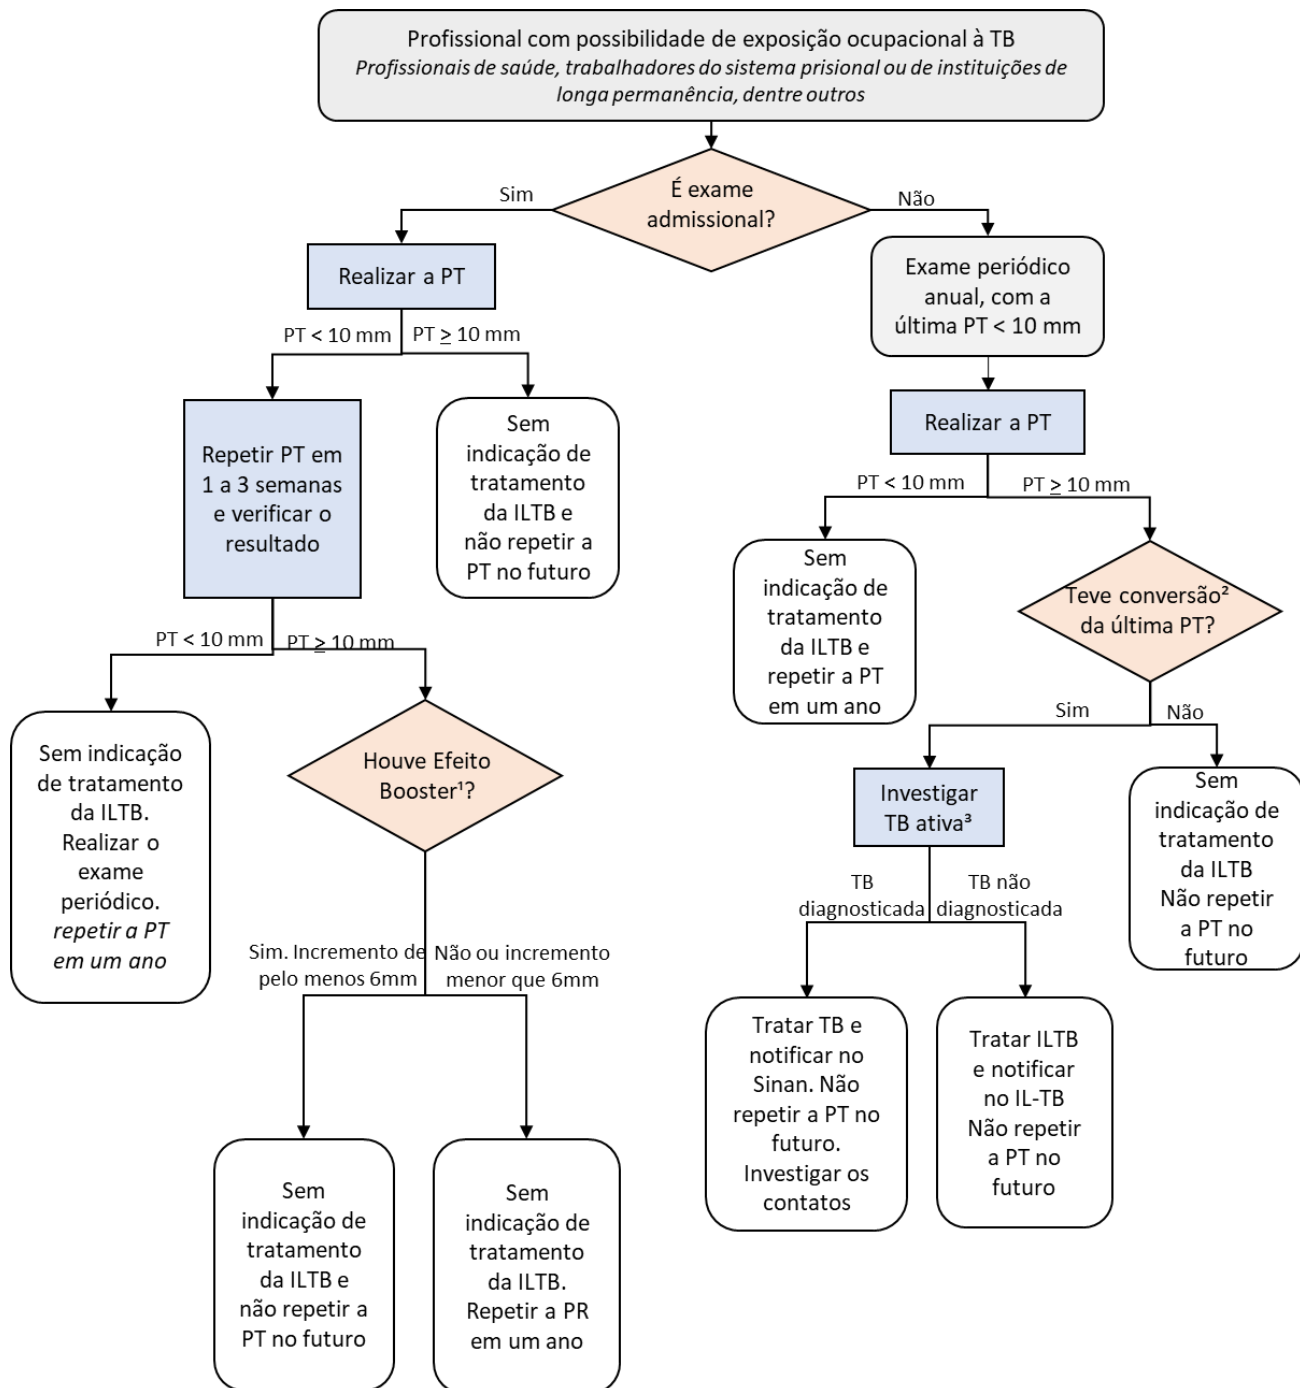 Profissional com possibilidade de exposição ocupacional à TB
Profissionais de saúde, trabalhadores do sistema prisional ou de instituições de
longa permanência, dentre outros
É exame
admissional?
Sim
Não
Realizar a PT
PT < 10 mm
PT ≥ 10 mm
Repetir PT em
1 a 3 semanas
e verificar o
resultado
Sem
indicação de
tratamento
da ILTB e
não repetir a
PT no futuro
PT < 10 mm
PT ≥ 10 mm
Sem indicação
de tratamento
da ILTB.
Realizar o
exame
periódico.
repetir a PT
em um ano
Houve Efeito
Booster¹?
Sim. Incremento de
pelo menos 6mm
Não ou incremento
menor que 6mm
Sem
indicação de
tratamento
da ILTB e
não repetir a
PT no futuro
Sem
indicação de
tratamento
da ILTB.
Repetir a PR
em um ano
Exame periódico
anual, com a
última PT < 10 mm
Realizar a PT
PT < 10 mm
PT ≥ 10 mm
Sem
indicação de
tratamento
da ILTB e
repetir a PT
em um ano
Teve conversão²
da última PT?
Sim
Não
Investigar
TB ativa³
Sem
indicação de
tratamento
da ILTB
Não repetir
a PT no
futuro
TB
diagnosticada
TB não
diagnosticada
Tratar TB e
notificar no
Sinan. Não
repetir a PT no
futuro.
Investigar os
contatos
Tratar ILTB
e notificar
no IL-TB
Não repetir
a PT no
futuro